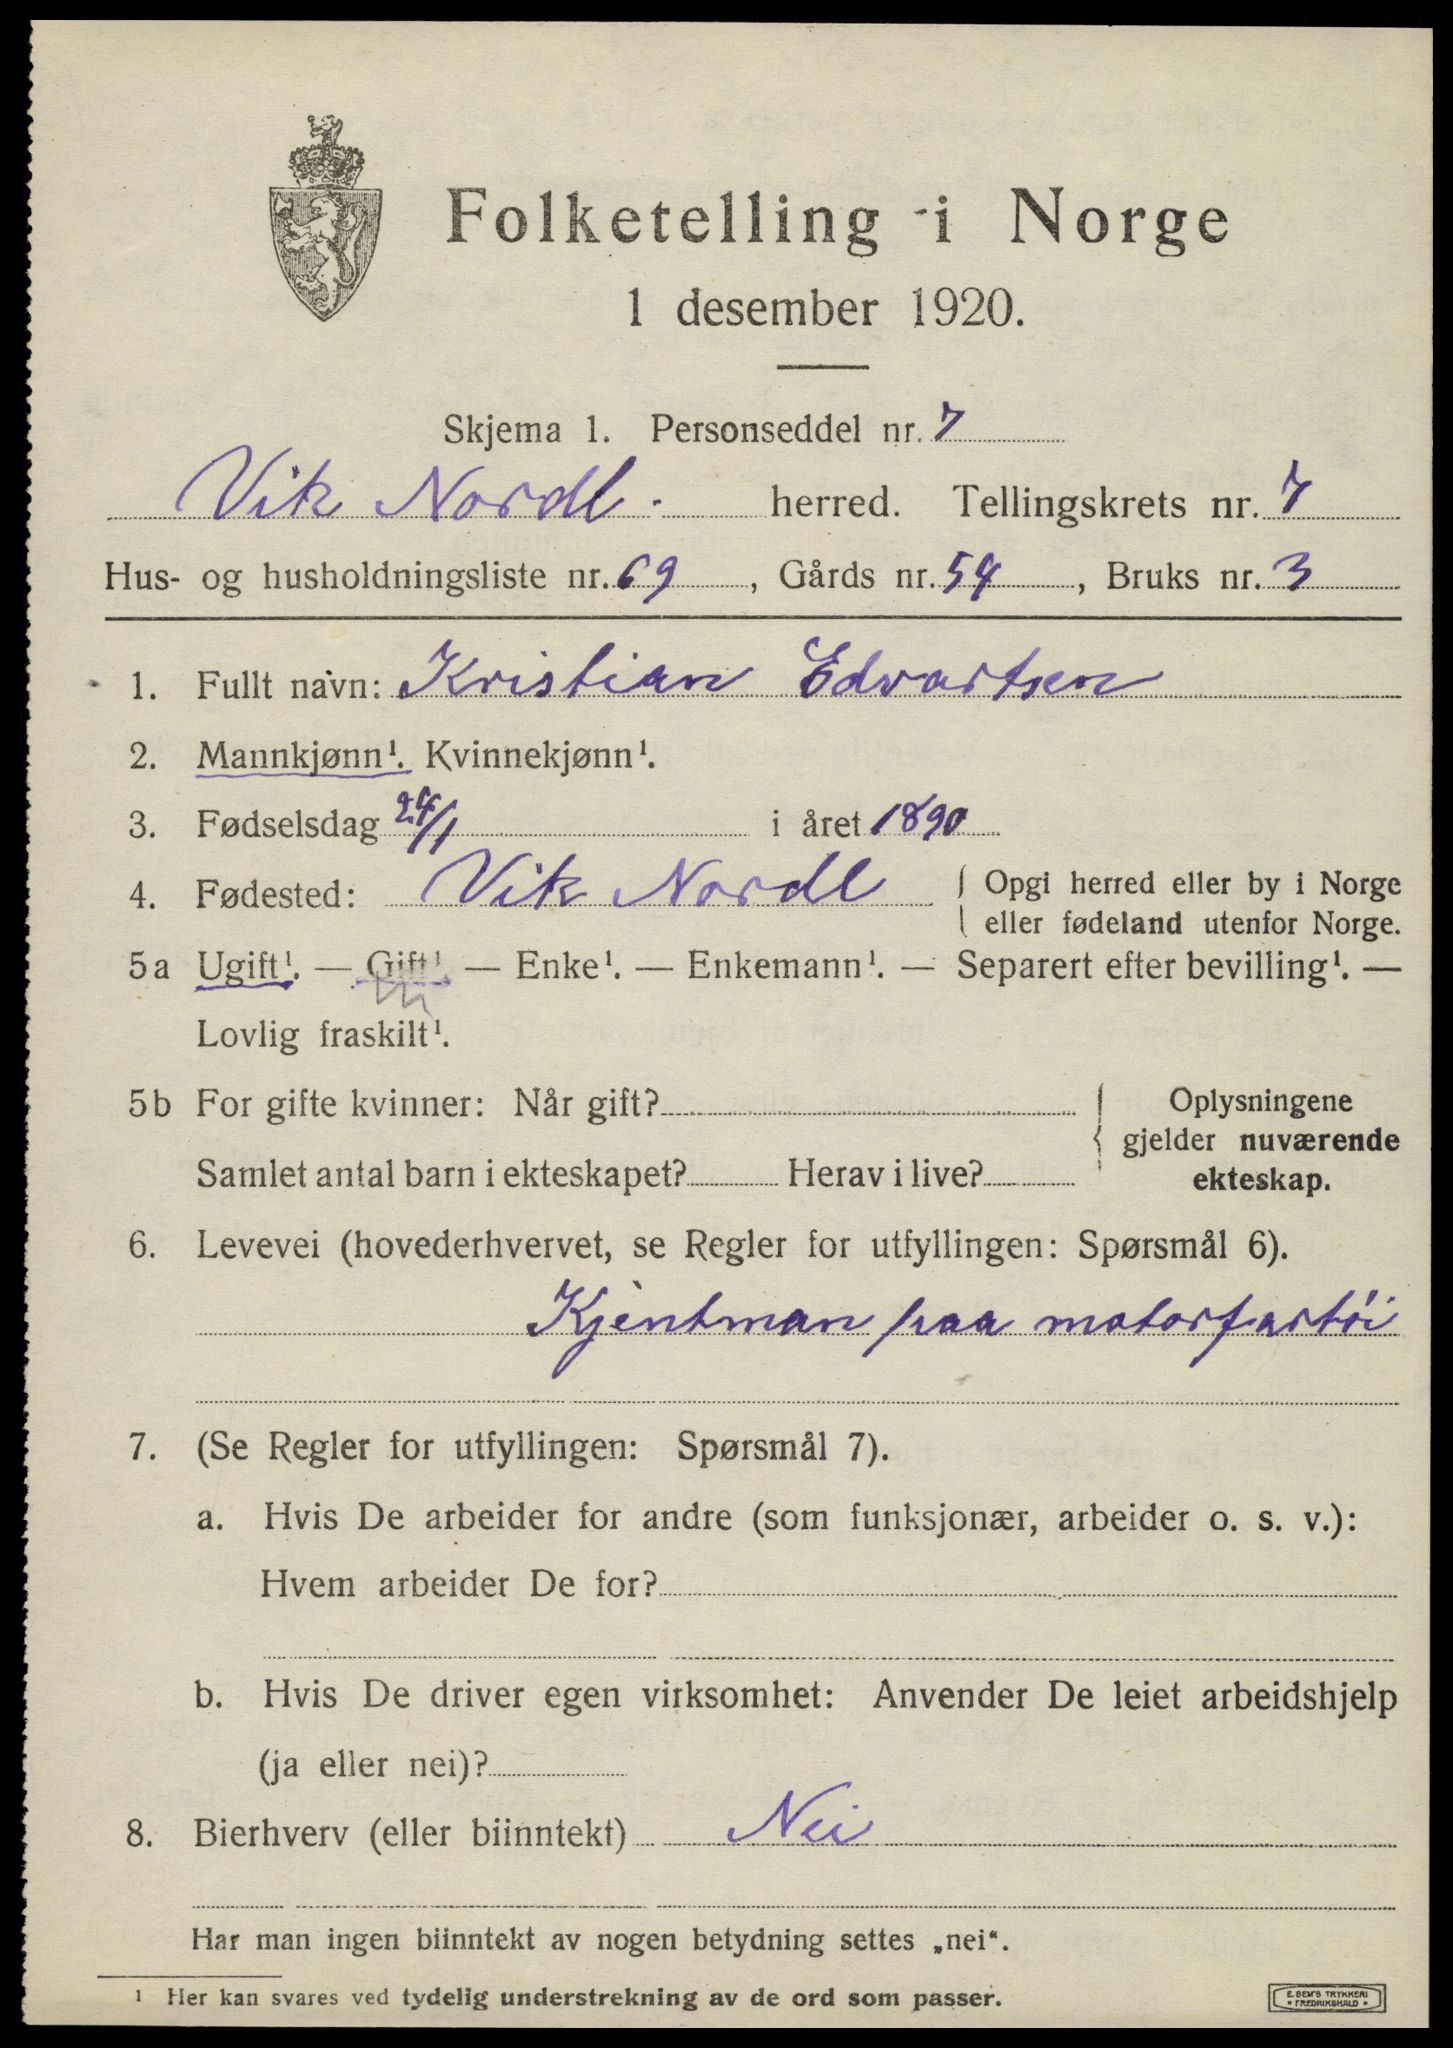 Folketelling i Norge
1 desember 1920.
Skjema 1. Personseddel nr. 7
Vik Nordl. herred. Tellingskrets nr. 7
Hus- og husholdningsliste nr. 69, Gårds nr. 54, Bruks nr. 3
1. Fullt navn: Kristian Edvartsen
2. Mannkjønn¹. Kvinnekjønn¹.
3. Fødselsdag 24/1 i året 1890
4. Fødested: Vik Nordl { Opgi herred eller by i Norge
eller fødeland utenfor Norge.
5a Ugift¹. — Gift¹ — Enke¹. — Enkemann¹. — Separert efter bevilling¹. —
Lovlig fraskilt¹.
5b For gifte kvinner: Når gift? { Oplysningene
gjelder nuværende
Samlet antal barn i ekteskapet? Herav i live? ekteskap.
6. Levevei (hovederhvervet, se Regler for utfyllingen: Spørsmål 6).
Kjentman paa motorfartöi
7. (Se Regler for utfyllingen: Spørsmål 7).
a. Hvis De arbeider for andre (som funksjonær, arbeider o. s. v.):
Hvem arbeider De for?
b. Hvis De driver egen virksomhet: Anvender De leiet arbeidshjelp
(ja eller nei)?
8. Bierhverv (eller biinntekt) Nei
Har man ingen biinntekt av nogen betydning settes „nei“.
¹ Her kan svares ved tydelig understrekning av de ord som passer.
E. SEM'S TRYKKERI
* FREDRIKSHALD *